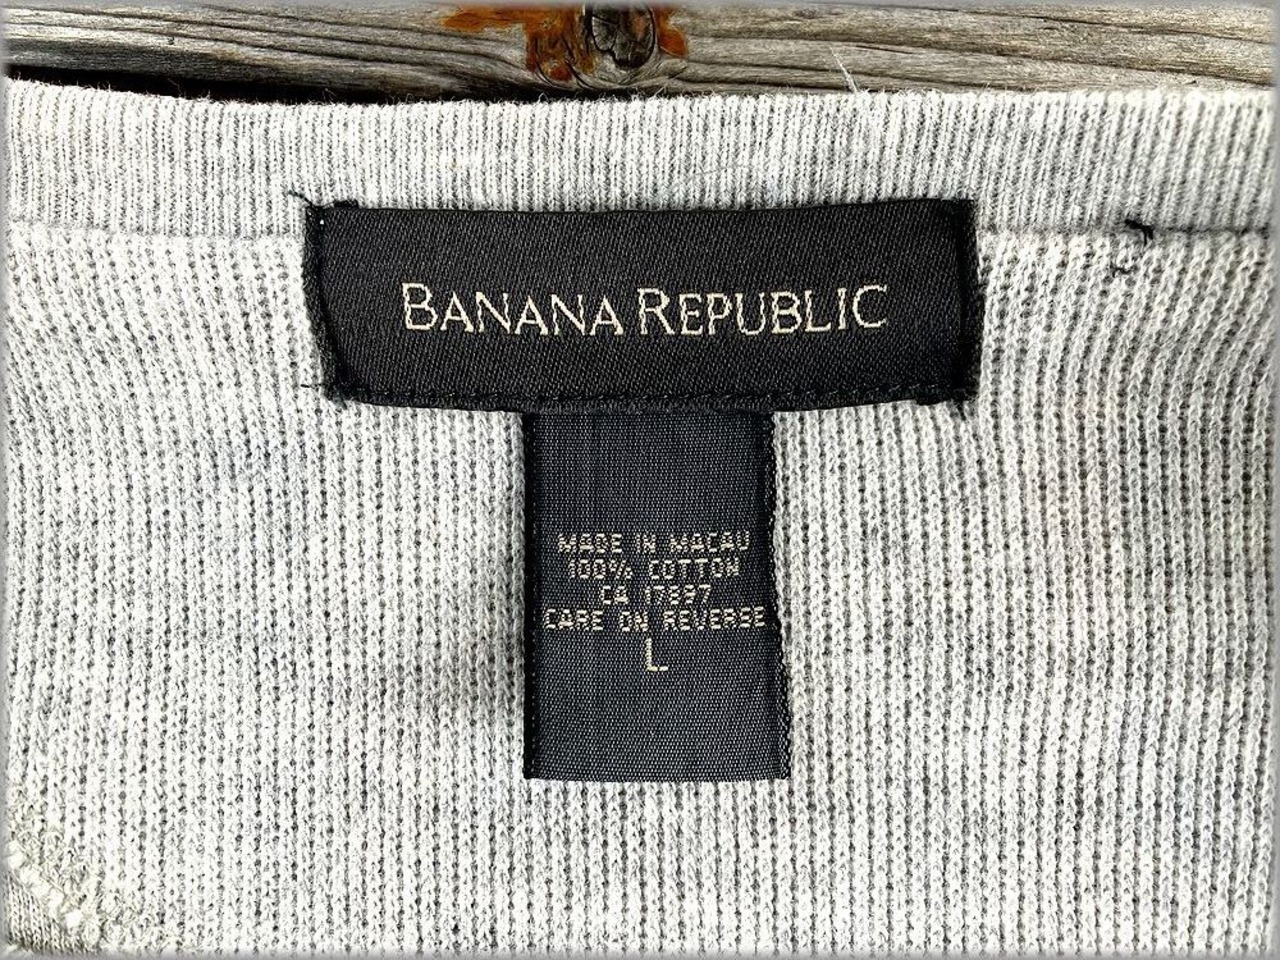 BANANA REPUBLIC
MADE IN MACAU
100% COTTON
CA 17897
CARE ON REVERSE
L